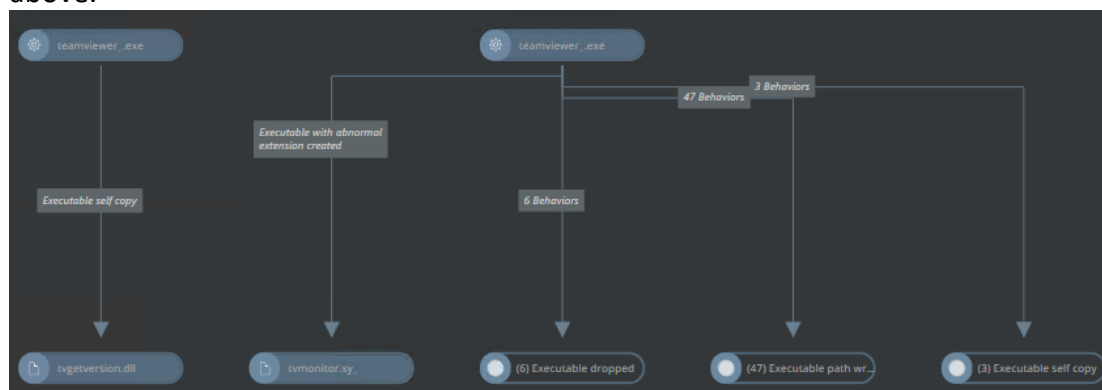 above.
teamviewer_.exe
teamviewer_.exe
3 Behaviors
47 Behaviors
Executable with abnormal
extension created
Executable self copy
6 Behaviors
tvgetversion.dll
tvmonitor.sy_
(6) Executable dropped
(47) Executable path wr...
(3) Executable self copy